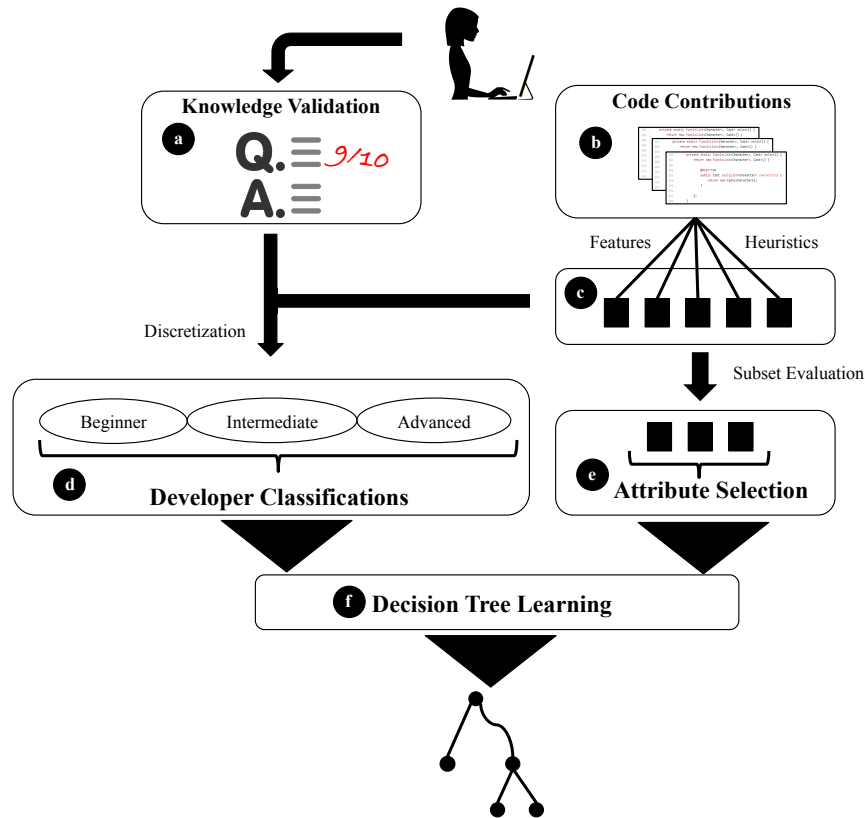 Knowledge Validation
a
Q.
9/10
A.
Code Contributions
b
Features
Heuristics
c
Discretization
Subset Evaluation
Beginner
Intermediate
Advanced
d
Developer Classifications
e
Attribute Selection
f
Decision Tree Learning